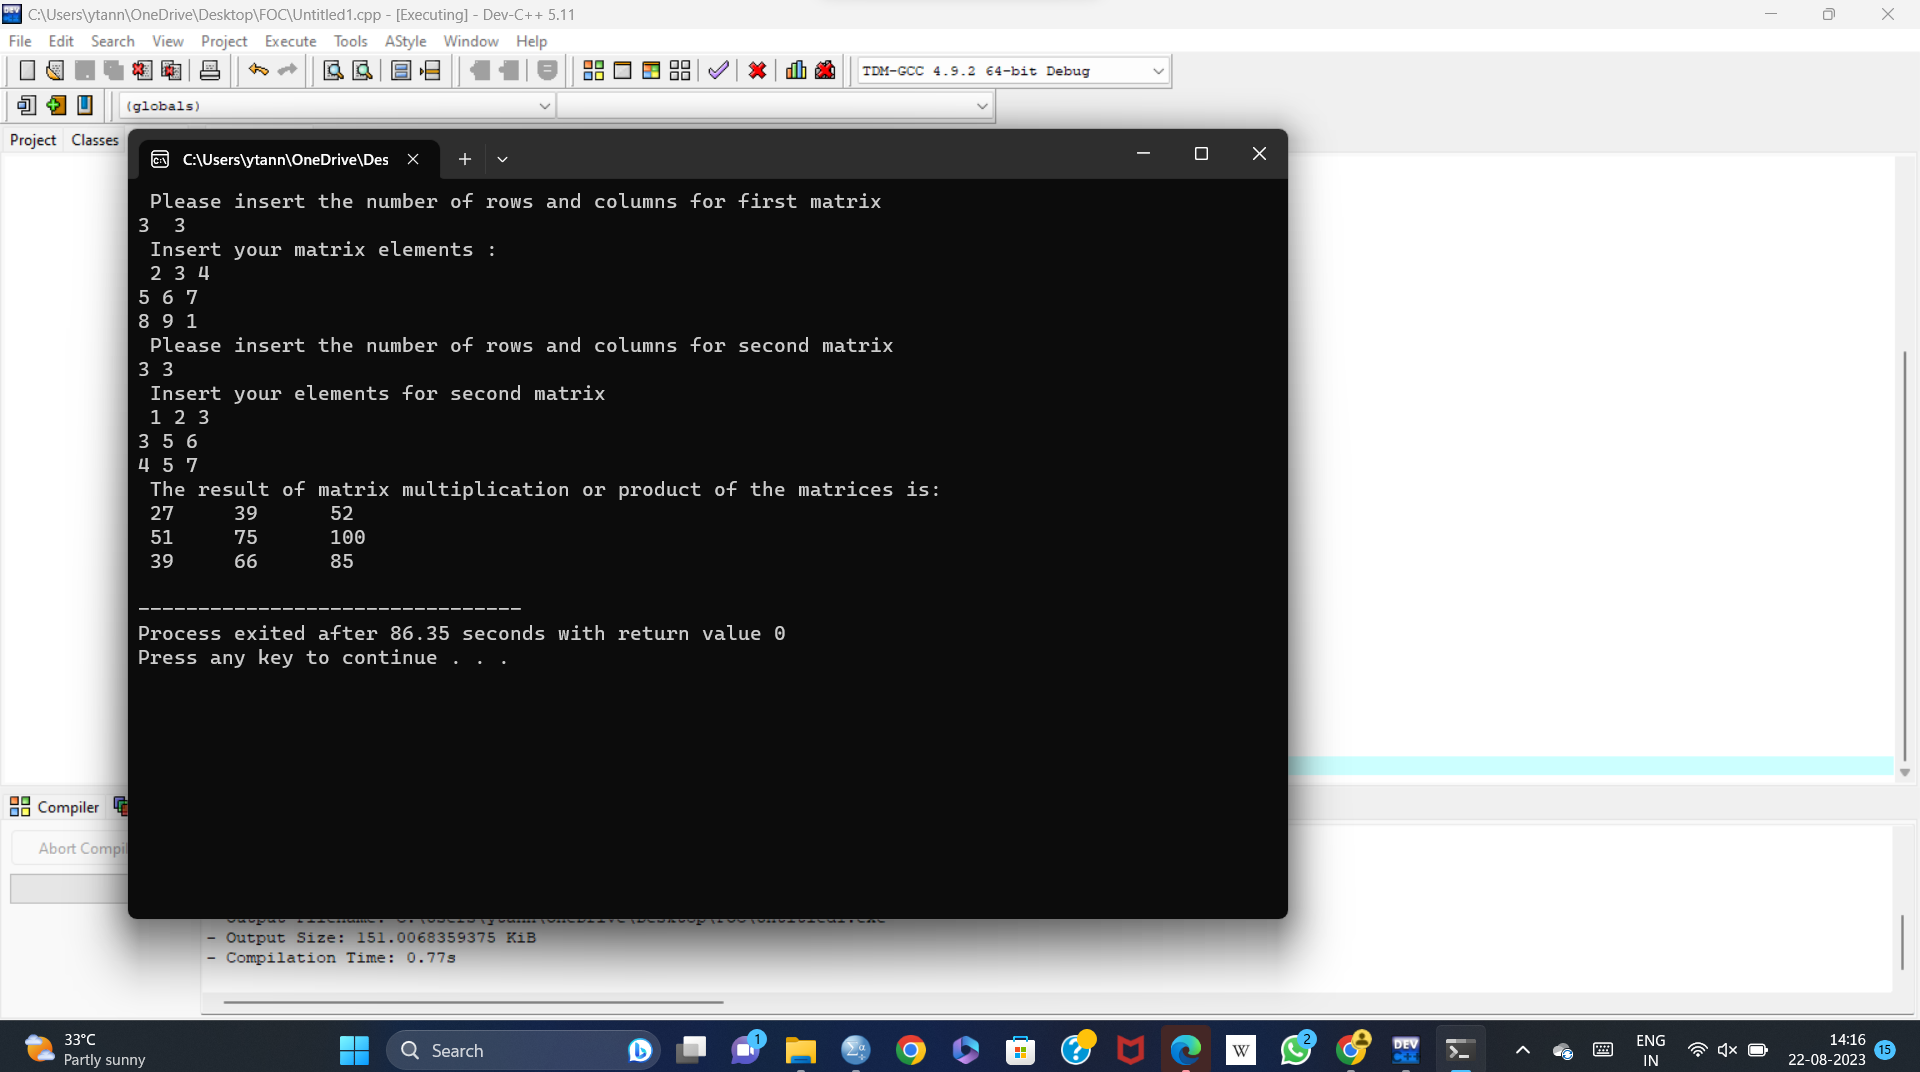 C:\Users\ytann\OneDrive\Desktop\FOC\Untitled1.cpp - [Executing] - Dev-C++ 5.11
File Edit Search View Project Execute Tools AStyle Window Help
TDM-GCC 4.9.2 64-bit Debug
(globals)
Project Classes
C:\Users\ytann\OneDrive\Des
Please insert the number of rows and columns for first matrix
3  3
Insert your matrix elements :
2 3 4
5 6 7
8 9 1
Please insert the number of rows and columns for second matrix
3 3
Insert your elements for second matrix
1 2 3
3 5 6
4 5 7
The result of matrix multiplication or product of the matrices is:
27 39 52
51 75 100
39 66 85
--------------------------------
Process exited after 86.35 seconds with return value 0
Press any key to continue . . .
Compiler
Abort Compil
- Output Size: 151.0068359375 KiB
- Compilation Time: 0.77s
33°C
Partly sunny
Search
1
W
2
DEV
ENG
IN
14:16
22-08-2023
15